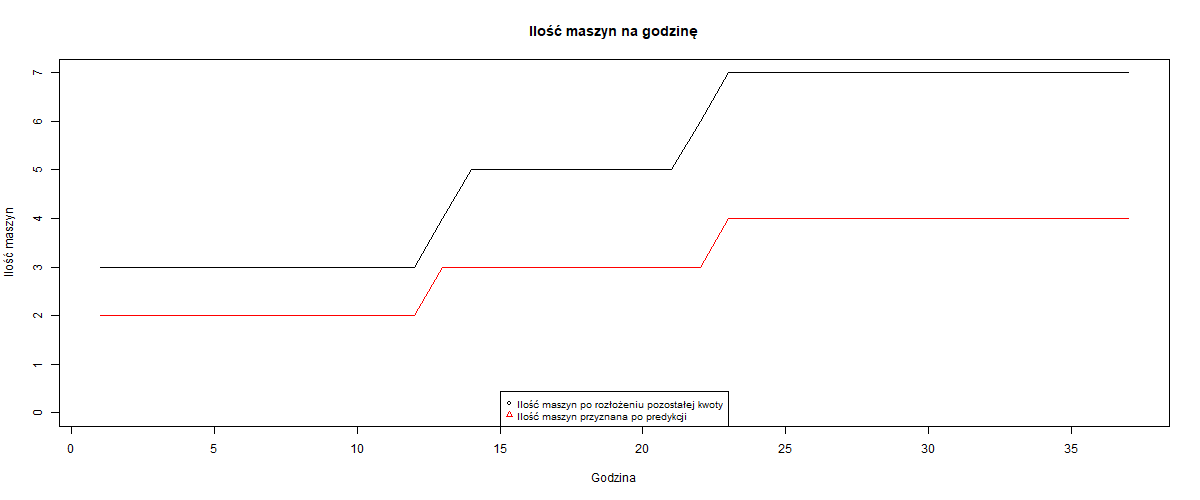 Ilość maszyn na godzinę
Ilość maszyn
7
6
5
4
3
2
1
0
Ilość maszyn po rozłożeniu pozostałej kwoty
Ilość maszyn przyznana po predykcji
0 5 10 15 20 25 30 35
Godzina